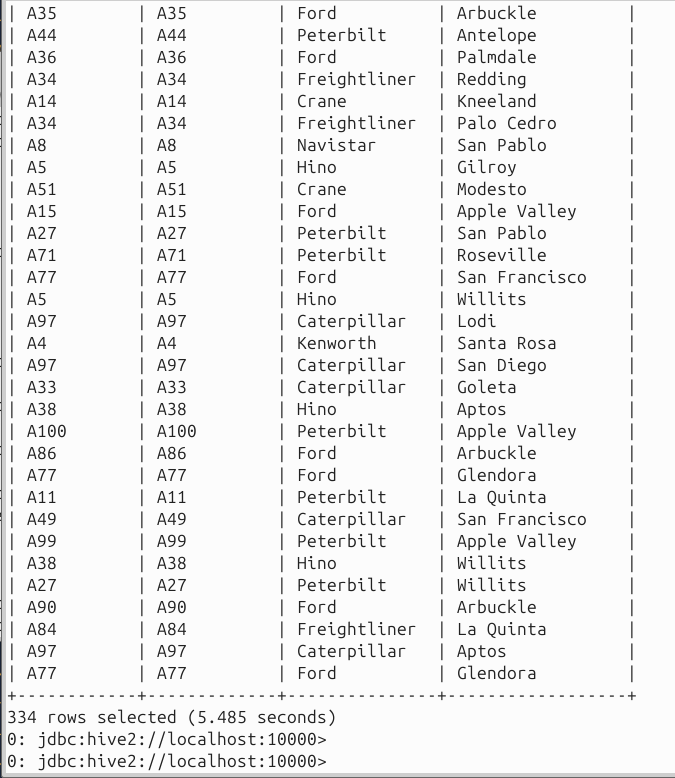 | A35 | A35 | Ford | Arbuckle |
| A44 | A44 | Peterbilt | Antelope |
| A36 | A36 | Ford | Palmdale |
| A34 | A34 | Freightliner | Redding |
| A14 | A14 | Crane | Kneeland |
| A34 | A34 | Freightliner | Palo Cedro |
| A8 | A8 | Navistar | San Pablo |
| A5 | A5 | Hino | Gilroy |
| A51 | A51 | Crane | Modesto |
| A15 | A15 | Ford | Apple Valley |
| A27 | A27 | Peterbilt | San Pablo |
| A71 | A71 | Peterbilt | Roseville |
| A77 | A77 | Ford | San Francisco |
| A5 | A5 | Hino | Willits |
| A97 | A97 | Caterpillar | Lodi |
| A4 | A4 | Kenworth | Santa Rosa |
| A97 | A97 | Caterpillar | San Diego |
| A33 | A33 | Caterpillar | Goleta |
| A38 | A38 | Hino | Aptos |
| A100 | A100 | Peterbilt | Apple Valley |
| A86 | A86 | Ford | Arbuckle |
| A77 | A77 | Ford | Glendora |
| A11 | A11 | Peterbilt | La Quinta |
| A49 | A49 | Caterpillar | San Francisco |
| A99 | A99 | Peterbilt | Apple Valley |
| A38 | A38 | Hino | Willits |
| A27 | A27 | Peterbilt | Willits |
| A90 | A90 | Ford | Arbuckle |
| A84 | A84 | Freightliner | La Quinta |
| A97 | A97 | Caterpillar | Aptos |
| A77 | A77 | Ford | Glendora |
+------------+-------------+---------------+------------------+
334 rows selected (5.485 seconds)
0: jdbc:hive2://localhost:10000>
0: jdbc:hive2://localhost:10000>